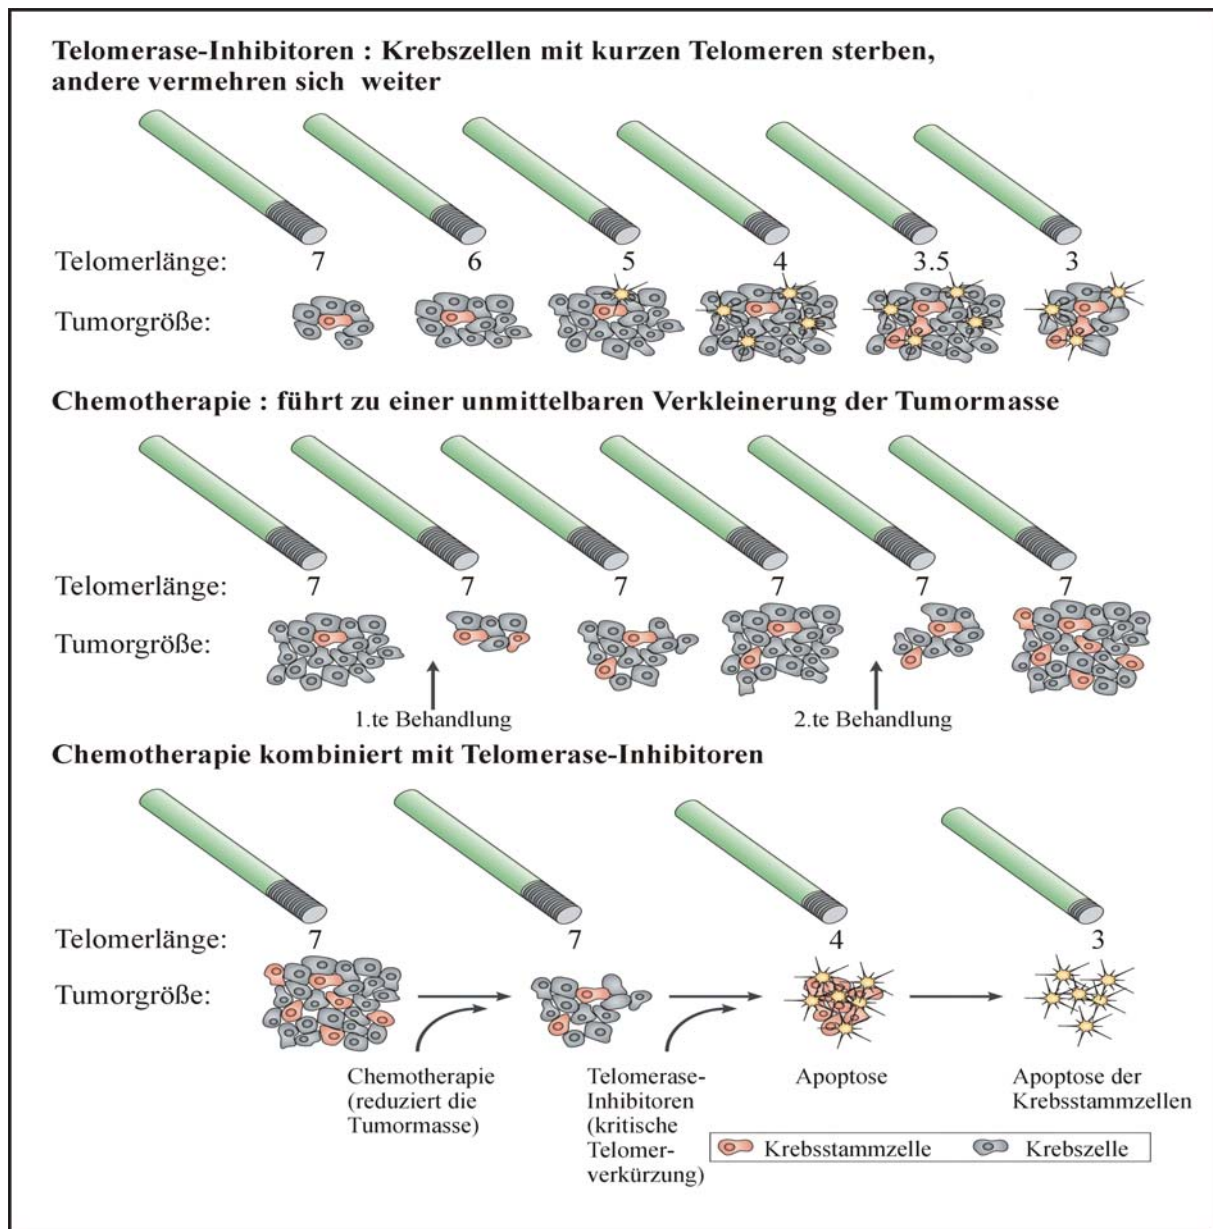 Telomerase-Inhibitoren : Krebszellen mit kurzen Telomeren sterben,
andere vermehren sich weiter
Telomerlänge: 7 6 5 4 3.5 3
Tumorgröße:
Chemotherapie : führt zu einer unmittelbaren Verkleinerung der Tumormasse
Telomerlänge: 7 7 7 7 7 7
Tumorgröße:
1.te Behandlung 2.te Behandlung
Chemotherapie kombiniert mit Telomerase-Inhibitoren
Telomerlänge: 7 7 4 3
Tumorgröße:
Chemotherapie
(reduziert die
Tumormasse)
Telomerase-
Inhibitoren
(kritische
Telomer-
verkürzung)
Apoptose
Apoptose der
Krebsstammzellen
Krebsstammzelle Krebszelle